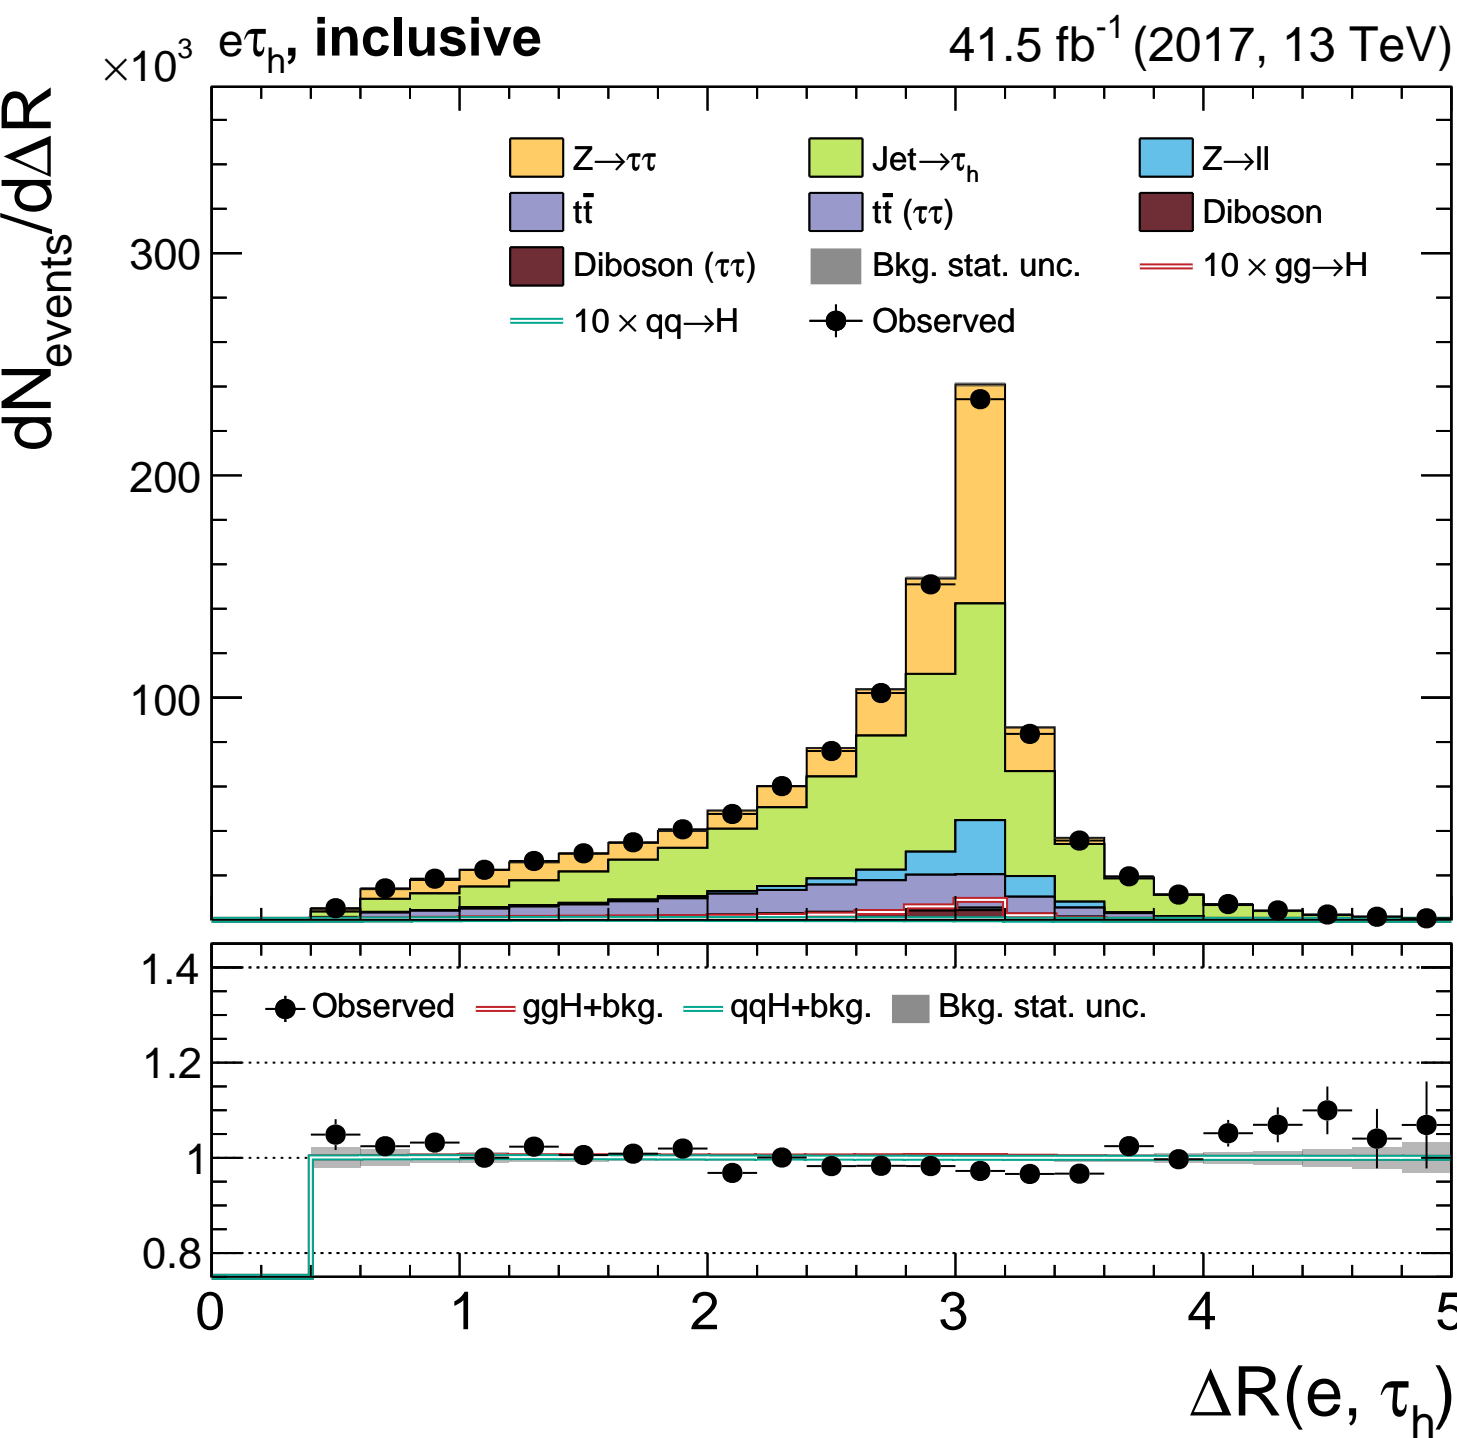 ×10³ eτₕ, inclusive 41.5 fb⁻¹ (2017, 13 TeV)
dN_events/dΔR
Z→ττ Jet→τₕ Z→ll
tt̄ tt̄ (ττ) Diboson
Diboson (ττ) Bkg. stat. unc. 10 × gg→H
10 × qq→H Observed
300
200
100
1.4
Observed ggH+bkg. qqH+bkg. Bkg. stat. unc.
1.2
1
0.8
0 1 2 3 4 5
ΔR(e, τₕ)